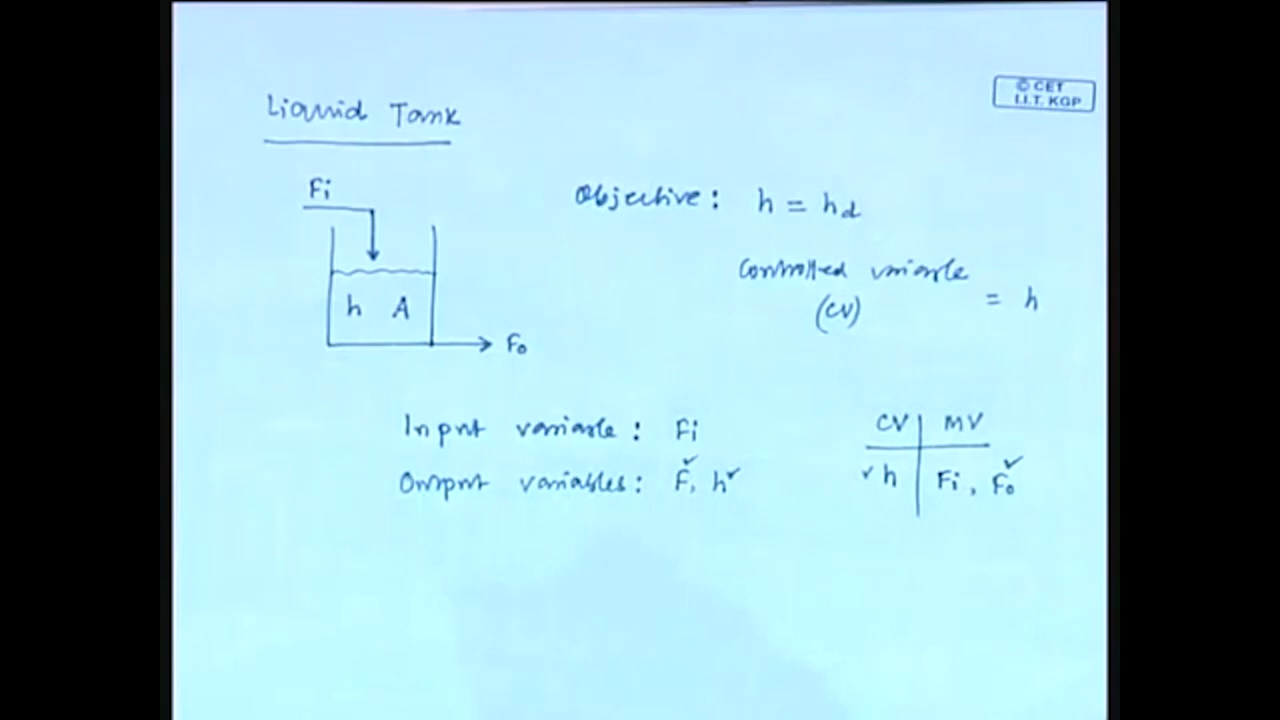 © CET
I.I.T. KGP
Liquid Tank
Fi
Objective : h = hd
Controlled variable
(CV) = h
h A
Fo
Input variable : Fi
Output variables : F, h
CV MV
h Fi, Fo